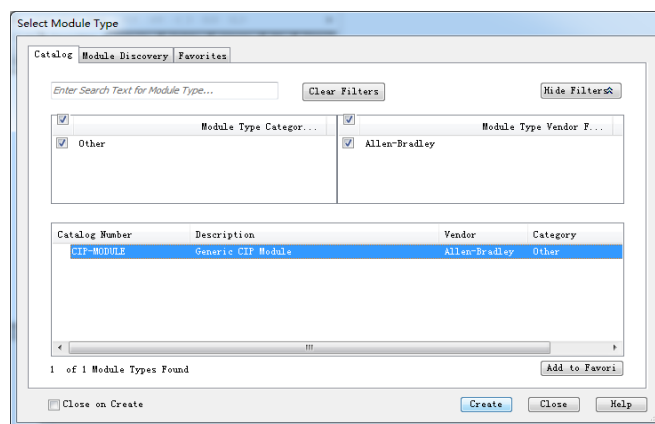 Select Module Type
Catalog Module Discovery Favorites
Enter Search Text for Module Type...
Clear Filters
Hide Filters
Module Type Categor...
Module Type Vendor F...
Other
Allen-Bradley
Catalog Number Description Vendor Category
CIP-MODULE Generic CIP Module Allen-Bradley Other
1 of 1 Module Types Found
Add to Favori
Close on Create
Create Close Help